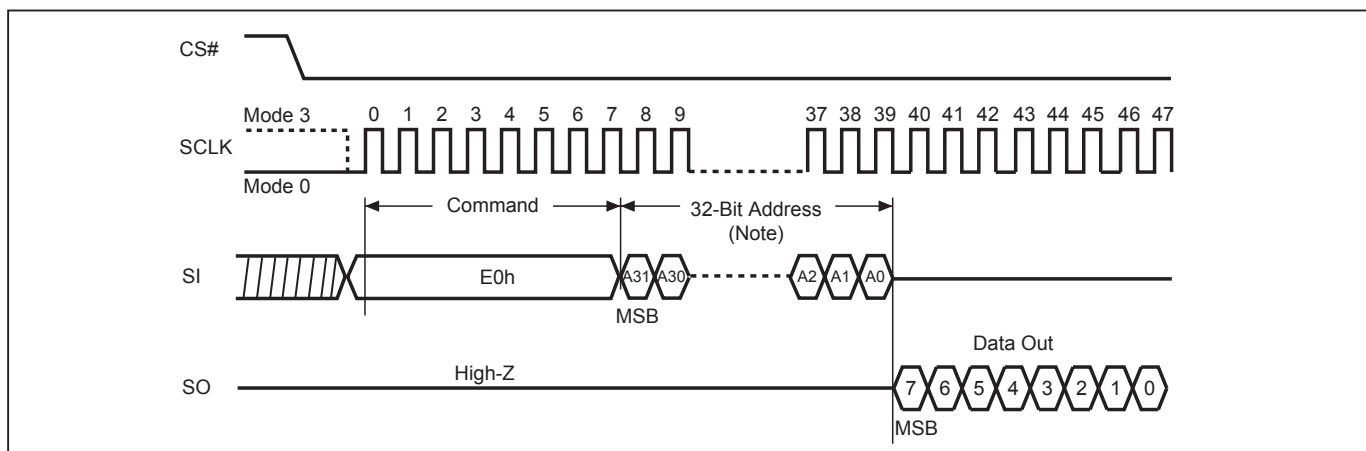 CS#
Mode 3
0 1 2 3 4 5 6 7 8 9 37 38 39 40 41 42 43 44 45 46 47
SCLK
Mode 0
Command
32-Bit Address
(Note)
SI
E0h
A31 A30 A2 A1 A0
MSB
Data Out
High-Z
SO
7 6 5 4 3 2 1 0
MSB